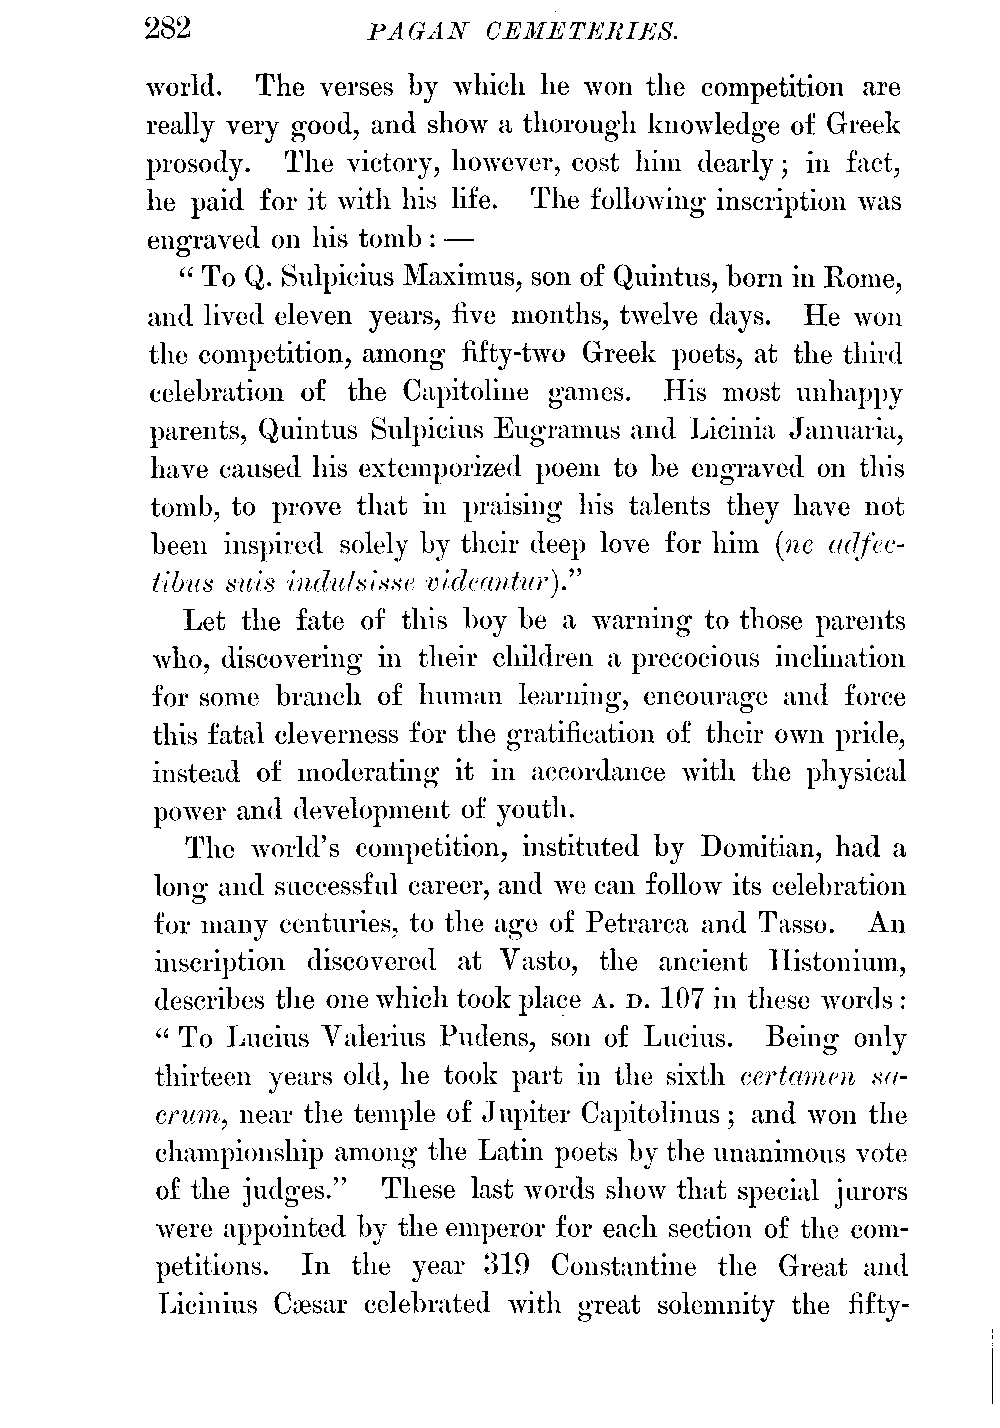 282 PAGAN CEMETERIES.
world. The verses by which he won the competition are
really very good, and show a thorough knowledge of Greek
prosody. The victory, however, cost him dearly; in fact,
he paid for it with his life. The following inscription was
engraved on his tomb: —
“To Q. Sulpicius Maximus, son of Quintus, born in Rome,
and lived eleven years, five months, twelve days. He won
the competition, among fifty-two Greek poets, at the third
celebration of the Capitoline games. His most unhappy
parents, Quintus Sulpicius Eugramus and Licinia Januaria,
have caused his extemporized poem to be engraved on this
tomb, to prove that in praising his talents they have not
been inspired solely by their deep love for him (ne adfec-
tibus suis indulsisse videantur).”
Let the fate of this boy be a warning to those parents
who, discovering in their children a precocious inclination
for some branch of human learning, encourage and force
this fatal cleverness for the gratification of their own pride,
instead of moderating it in accordance with the physical
power and development of youth.
The world’s competition, instituted by Domitian, had a
long and successful career, and we can follow its celebration
for many centuries, to the age of Petrarca and Tasso. An
inscription discovered at Vasto, the ancient Histonium,
describes the one which took place A. D. 107 in these words:
“To Lucius Valerius Pudens, son of Lucius. Being only
thirteen years old, he took part in the sixth certamen sa-
crum, near the temple of Jupiter Capitolinus; and won the
championship among the Latin poets by the unanimous vote
of the judges.” These last words show that special jurors
were appointed by the emperor for each section of the com-
petitions. In the year 319 Constantine the Great and
Licinius Cæsar celebrated with great solemnity the fifty-